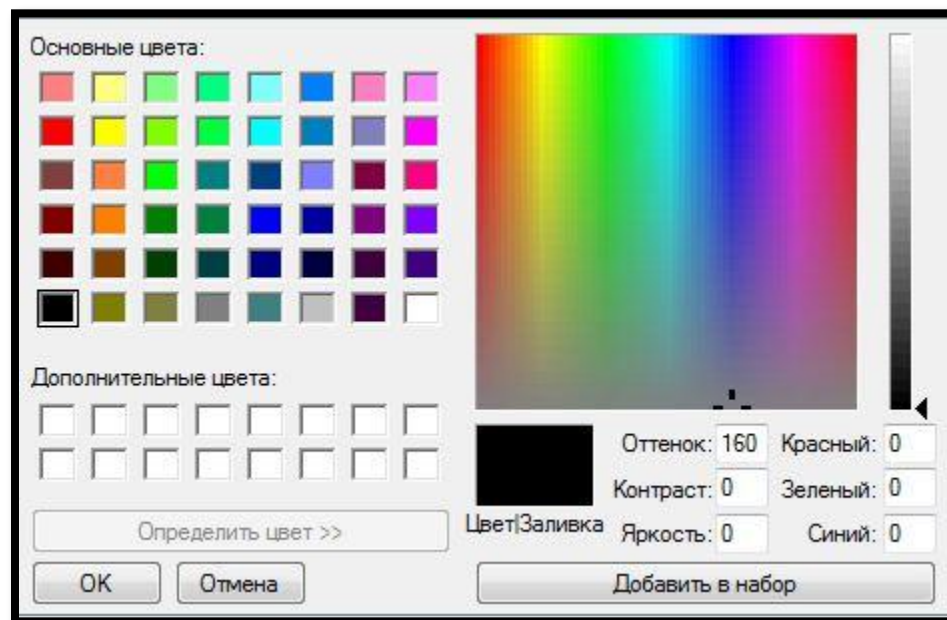 Основные цвета:
Дополнительные цвета:
Определить цвет >>
OK
Отмена
Цвет|Заливка
Оттенок: 160
Контраст: 0
Яркость: 0
Красный: 0
Зеленый: 0
Синий: 0
Добавить в набор